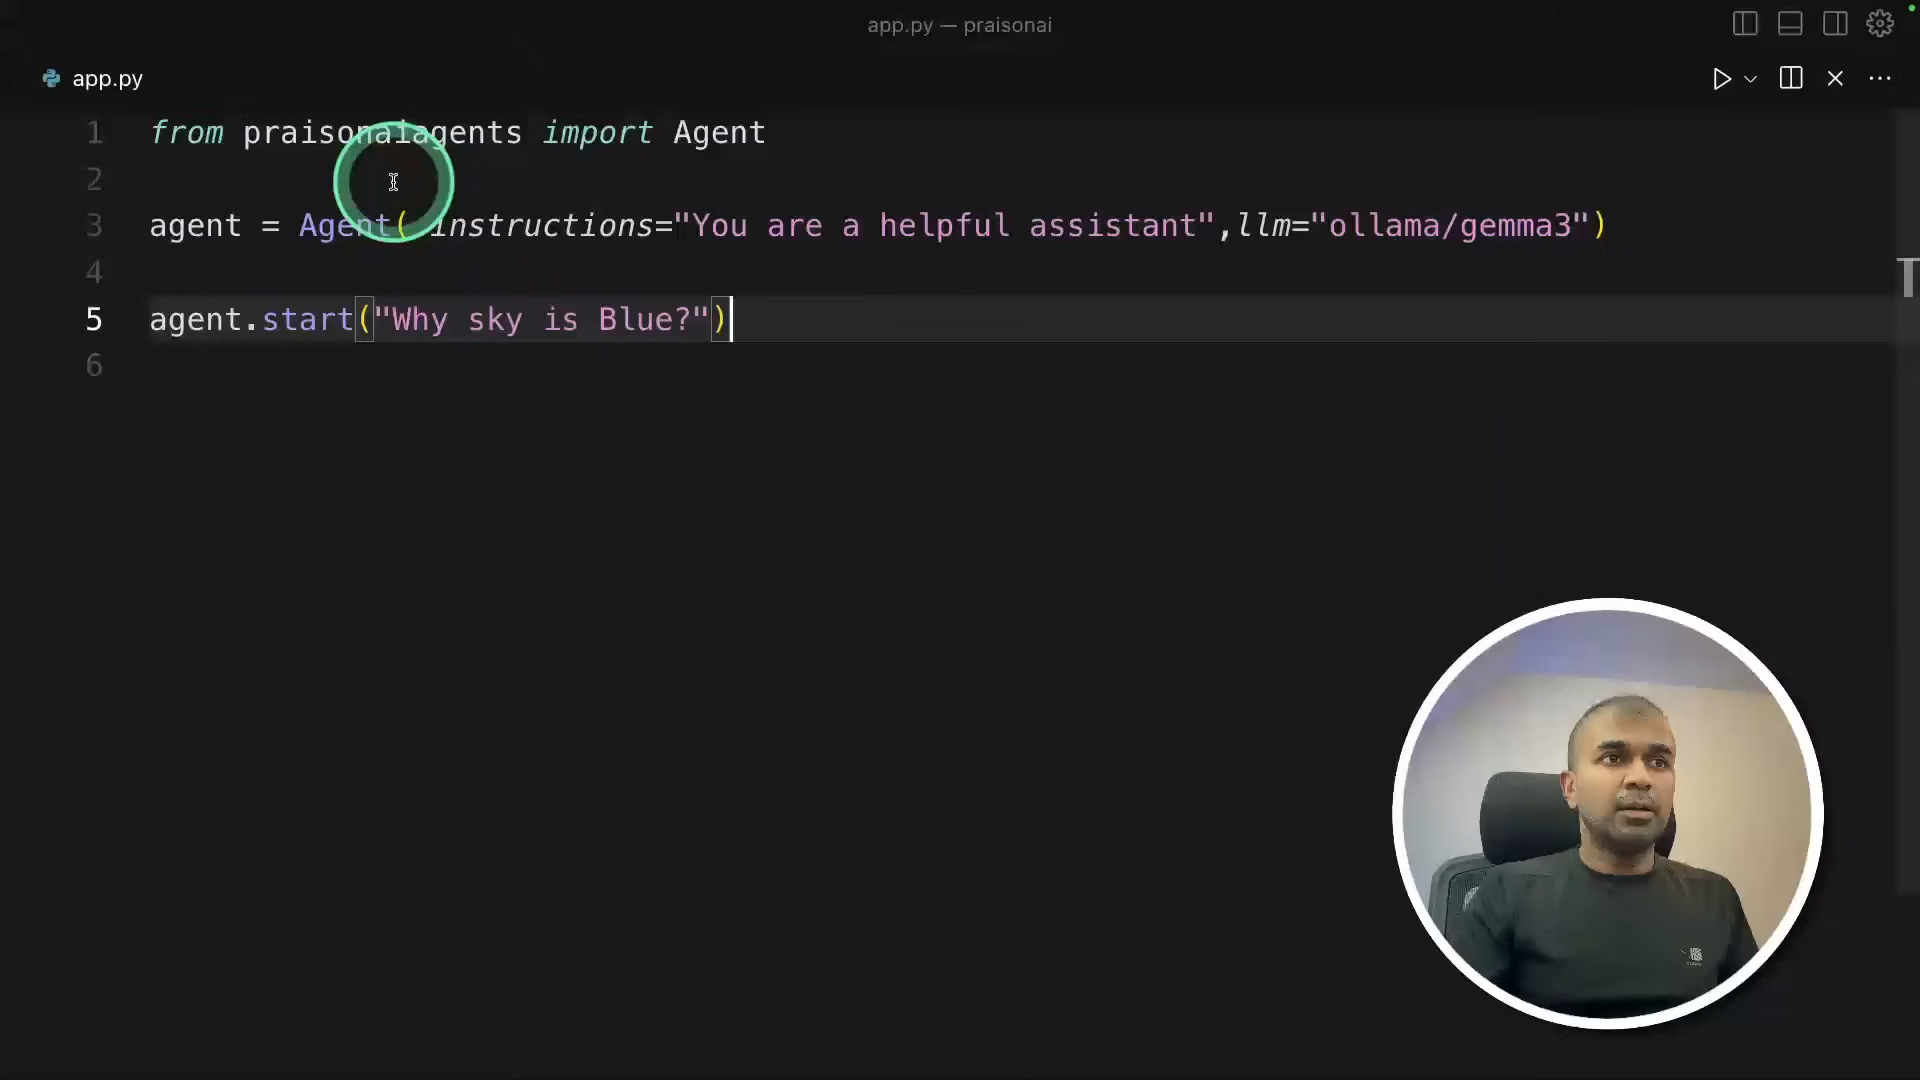 app.py — praisonai
app.py
1 from praisonaiagents import Agent
2
3 agent = Agent( instructions="You are a helpful assistant",llm="ollama/gemma3")
4
5 agent.start("Why sky is Blue?")
6